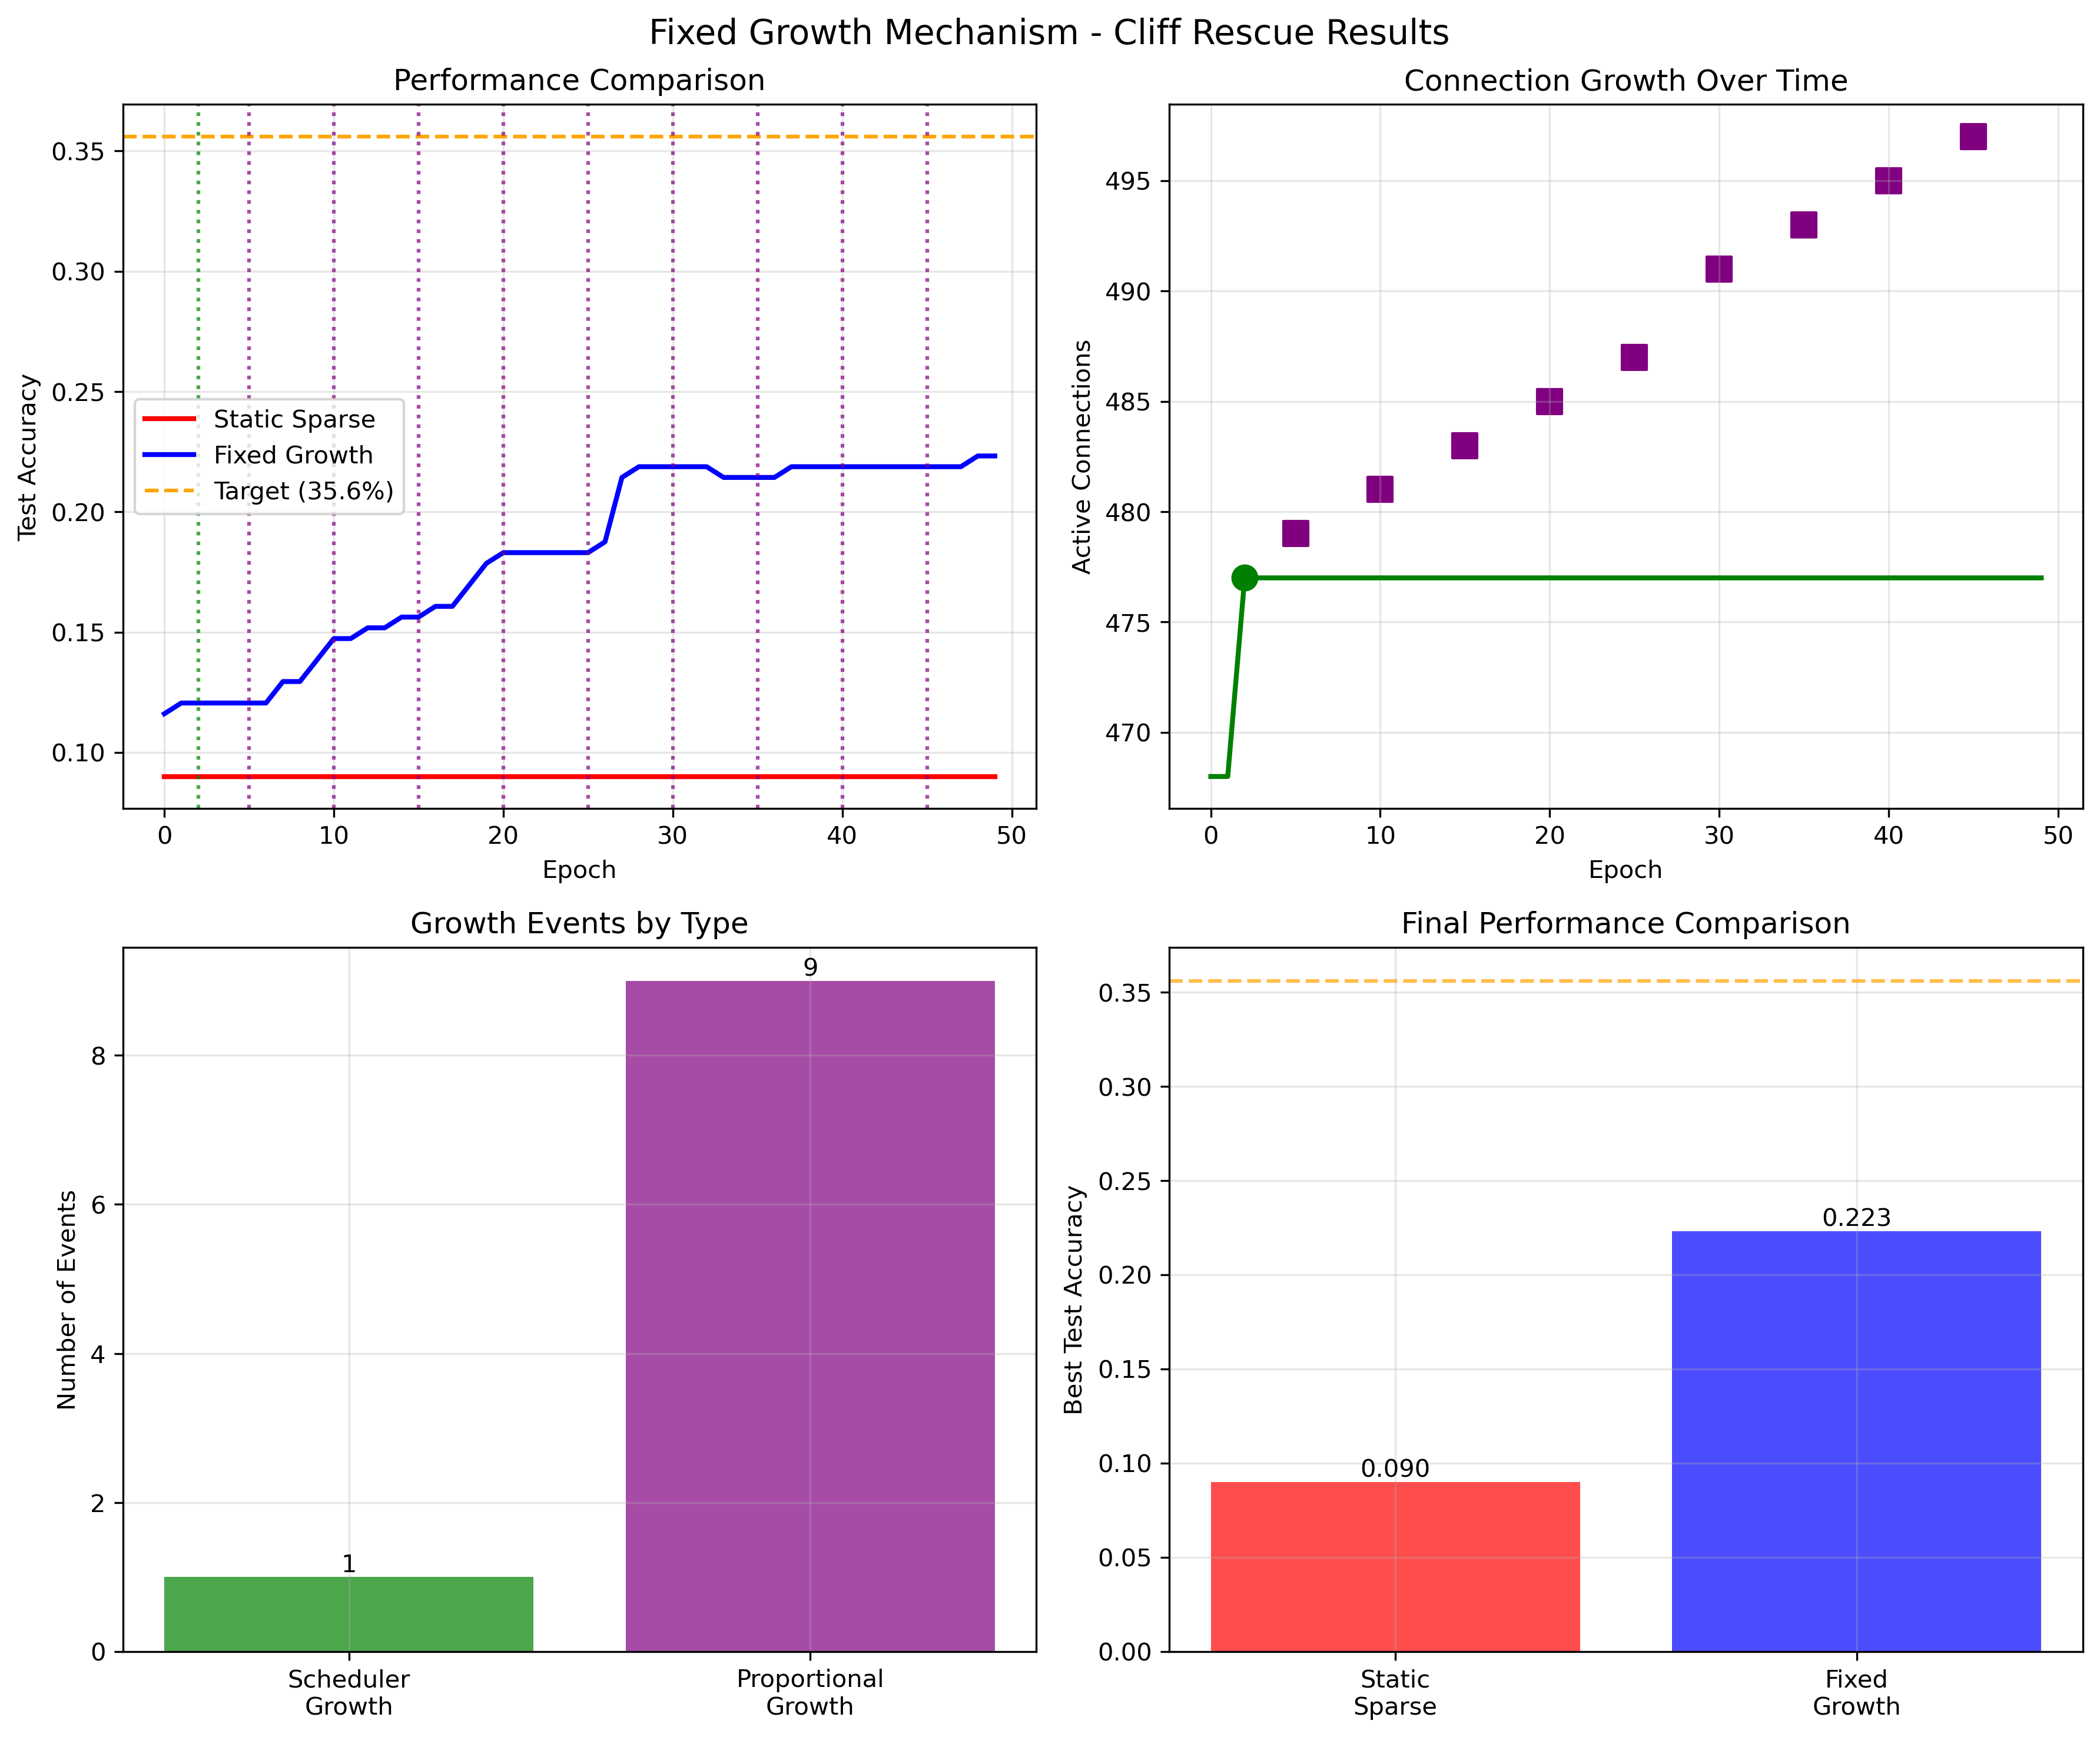 Fixed Growth Mechanism - Cliff Rescue Results
Performance Comparison
Test Accuracy
0.35
0.30
0.25
0.20
0.15
0.10
Static Sparse
Fixed Growth
Target (35.6%)
0 10 20 30 40 50
Epoch
Connection Growth Over Time
Active Connections
495
490
485
480
475
470
0 10 20 30 40 50
Epoch
Growth Events by Type
Number of Events
8
6
4
2
0
1
9
Scheduler
Growth
Proportional
Growth
Final Performance Comparison
Best Test Accuracy
0.35
0.30
0.25
0.20
0.15
0.10
0.05
0.00
0.090
0.223
Static
Sparse
Fixed
Growth